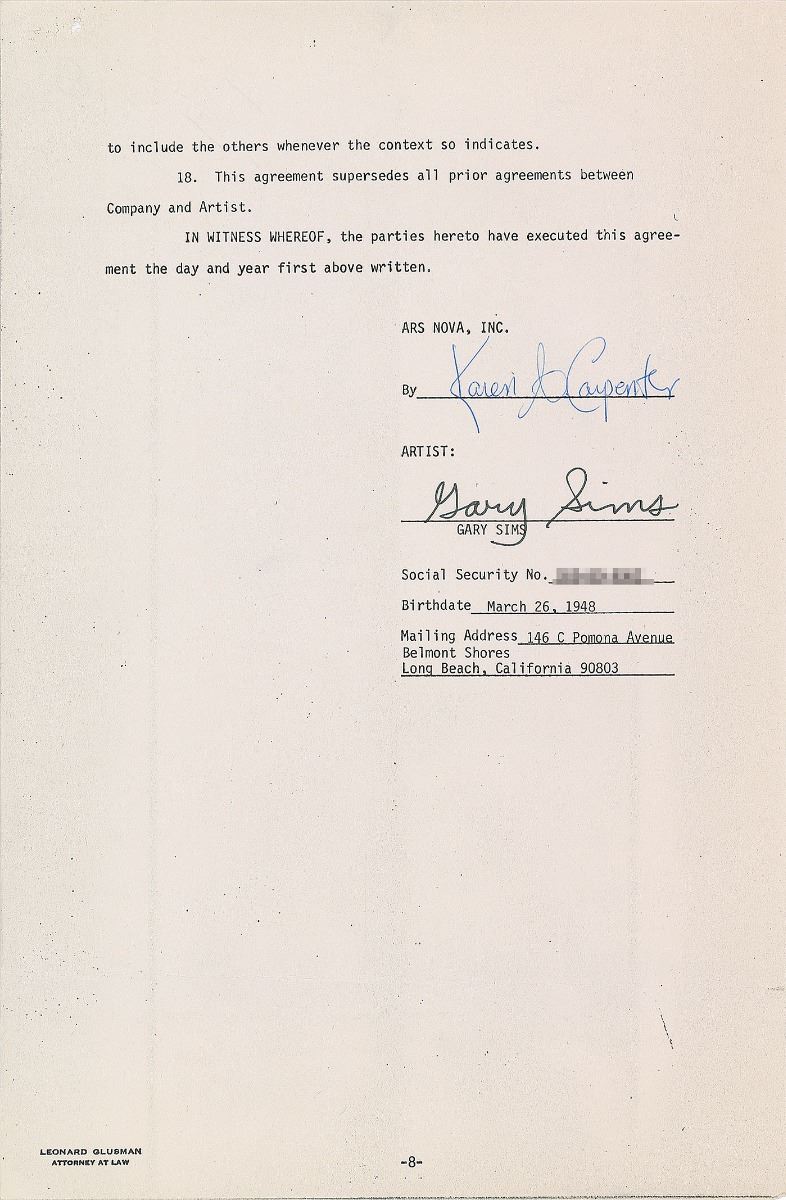 to include the others whenever the context so indicates.
18. This agreement supersedes all prior agreements between
Company and Artist.
IN WITNESS WHEREOF, the parties hereto have executed this agree-
ment the day and year first above written.
ARS NOVA, INC.
By Karen A Carpenter
ARTIST:
Gary Sims
GARY SIMS
Social Security No.
Birthdate March 26, 1948
Mailing Address 146 C Pomona Avenue
Belmont Shores
Long Beach, California 90803
LEONARD GLUSMAN
ATTORNEY AT LAW
-8-